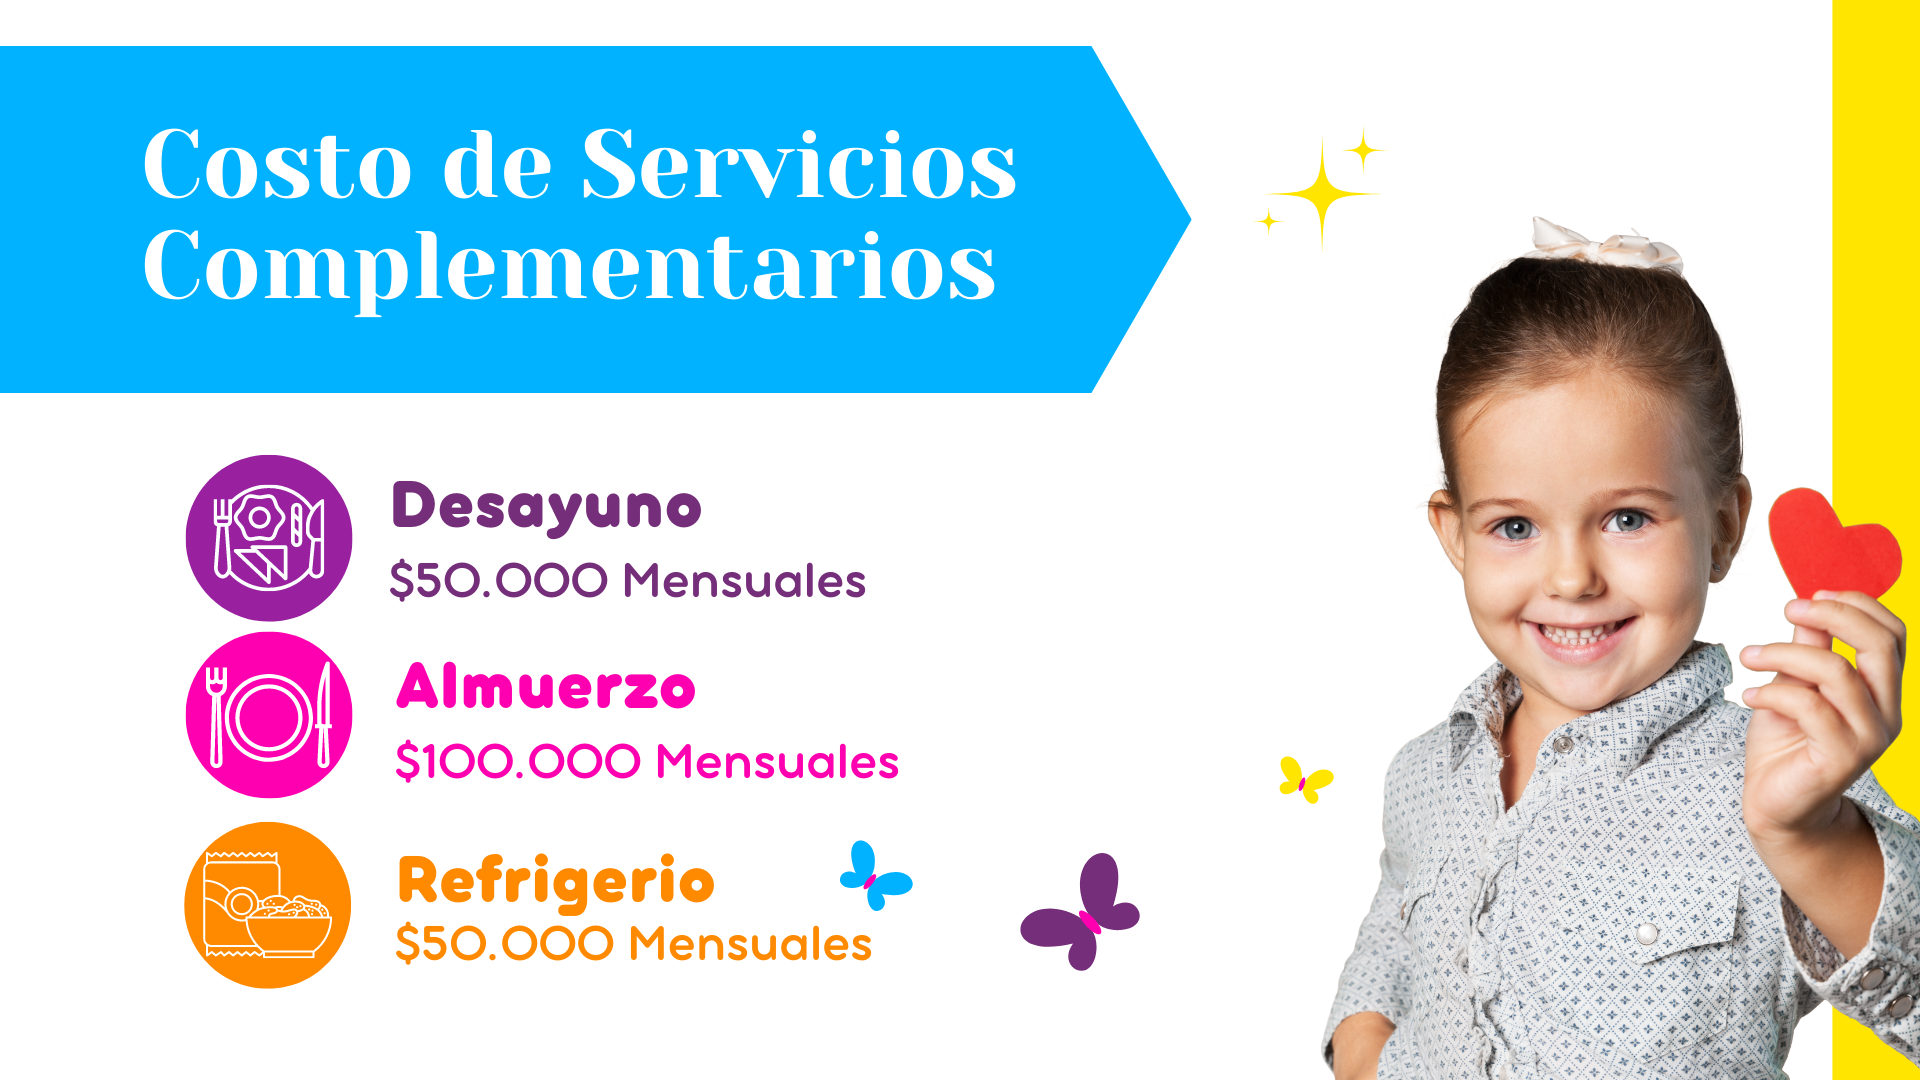 Costo de Servicios
Complementarios
Desayuno
$50.000 Mensuales
Almuerzo
$100.000 Mensuales
Refrigerio
$50.000 Mensuales